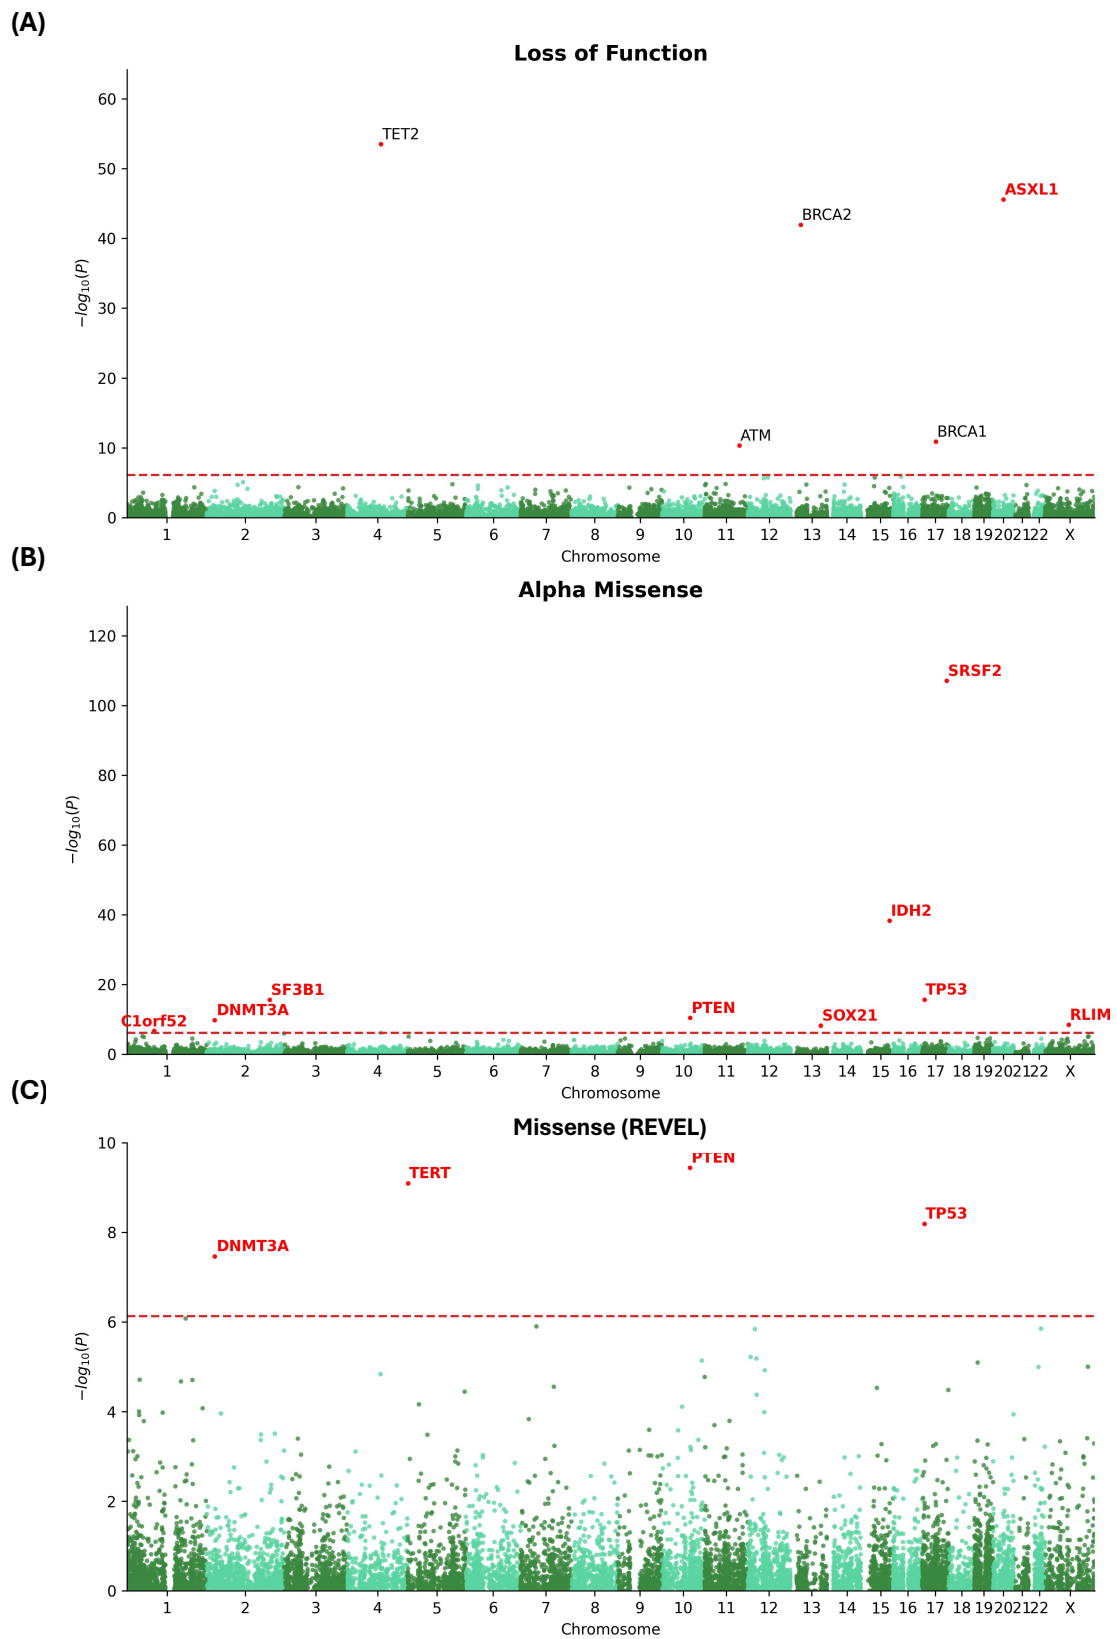 (A)
Loss of Function
60
50
40
30
20
10
0
−log10(P)
TET2
ASXL1
BRCA2
ATM
BRCA1
1 2 3 4 5 6 7 8 9 10 11 12 13 14 15 16 17 18 19 20 21 22 X
Chromosome
(B)
Alpha Missense
120
100
80
60
40
20
0
−log10(P)
SRSF2
IDH2
SF3B1
TP53
DNMT3A
PTEN
SOX21
RLIM
C1orf52
1 2 3 4 5 6 7 8 9 10 11 12 13 14 15 16 17 18 19 20 21 22 X
Chromosome
(C)
Missense (REVEL)
10
8
6
4
2
0
−log10(P)
PTEN
TERT
TP53
DNMT3A
1 2 3 4 5 6 7 8 9 10 11 12 13 14 15 16 17 18 19 20 21 22 X
Chromosome